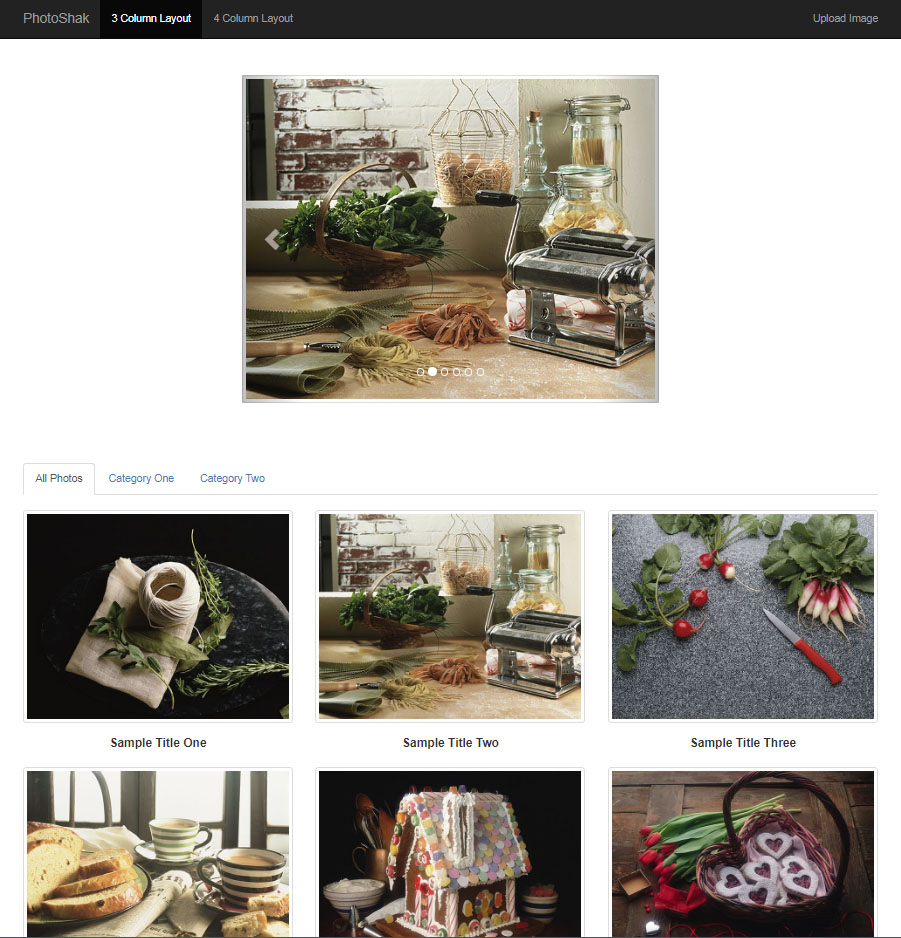 PhotoShak 3 Column Layout 4 Column Layout Upload Image
All Photos Category One Category Two
Sample Title One Sample Title Two Sample Title Three